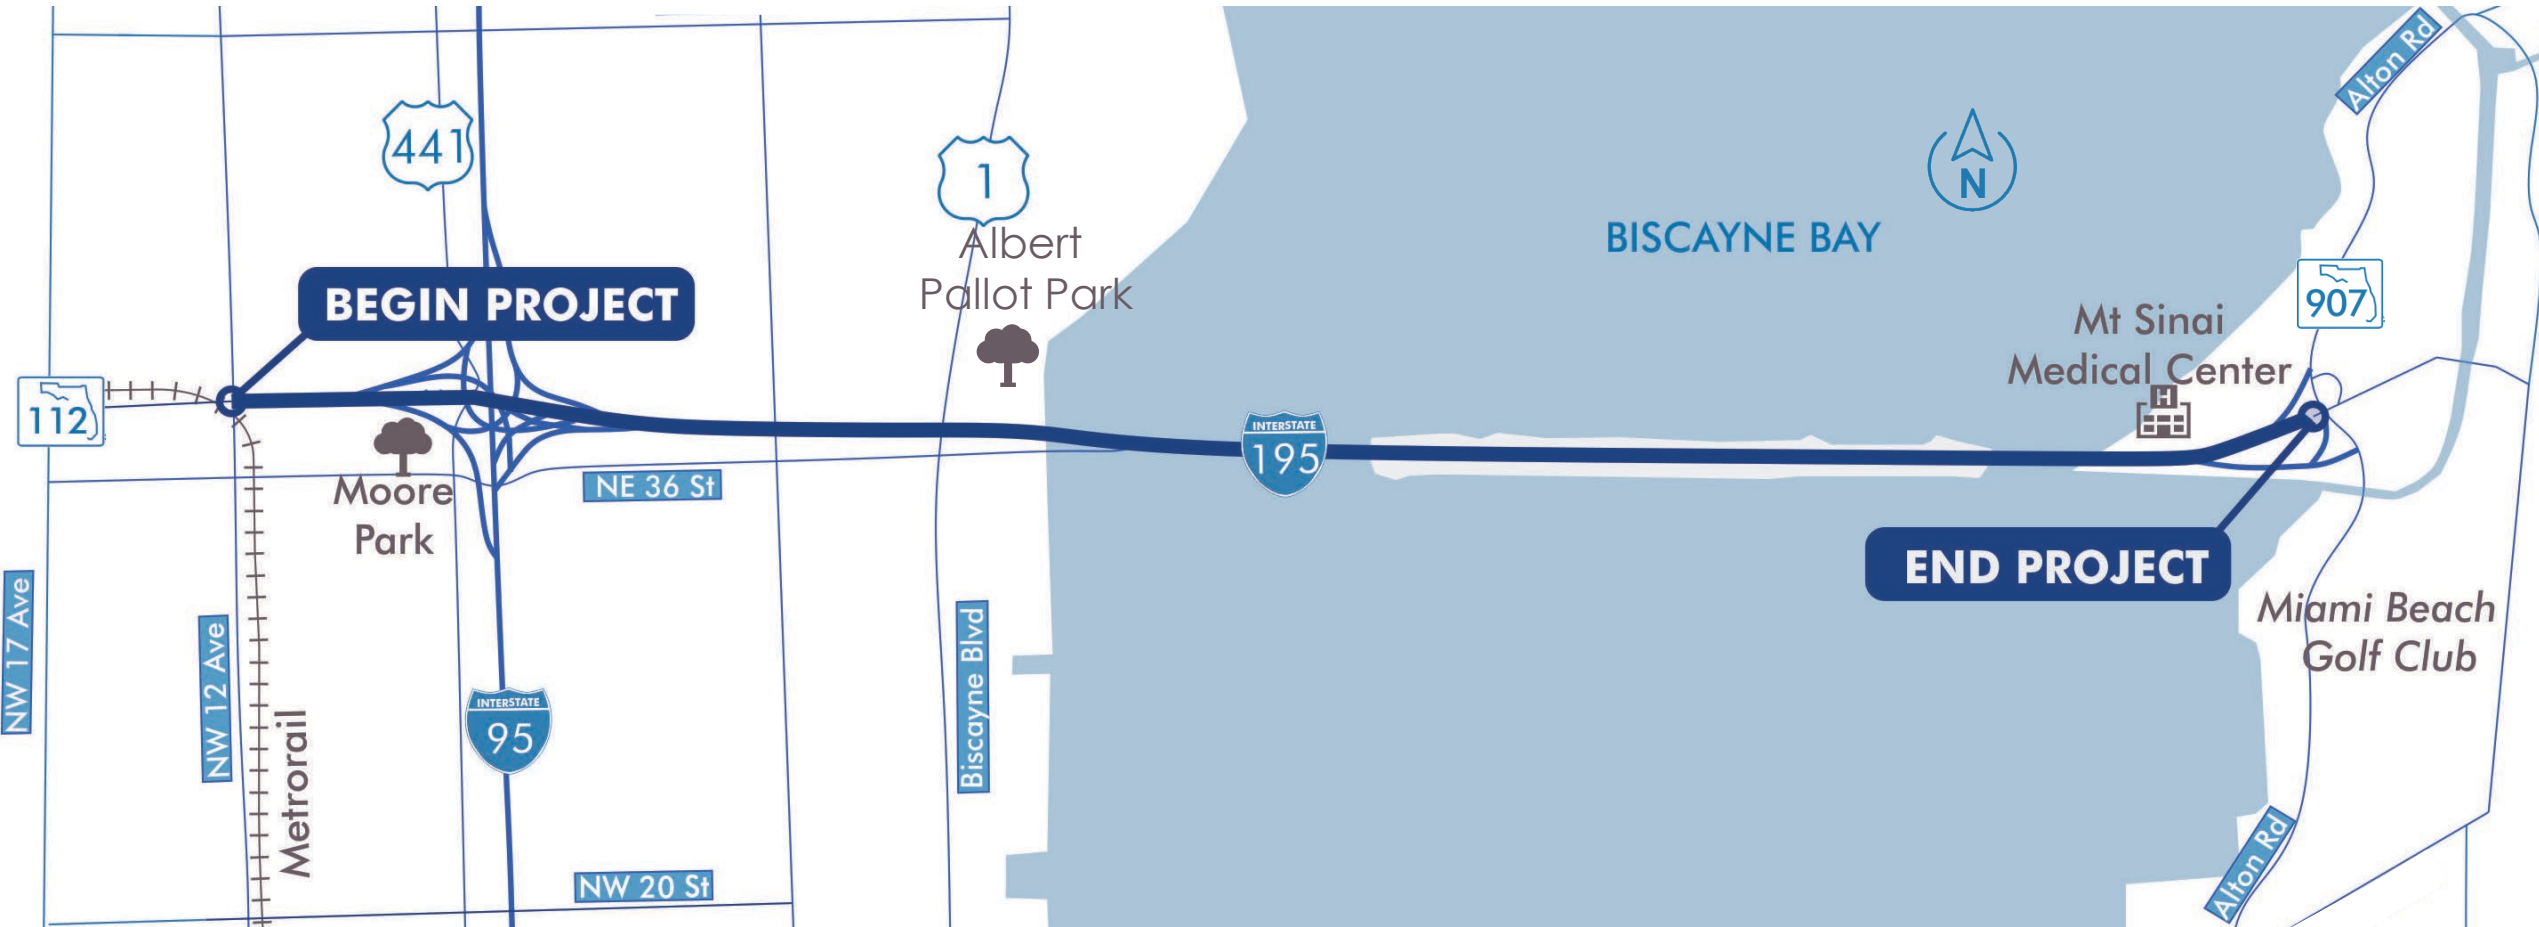 Alton Rd
441
1
N
BISCAYNE BAY
Albert
Pallot Park
BEGIN PROJECT
907
Mt Sinai
Medical Center
H
112
INTERSTATE
195
Moore
Park
NE 36 St
END PROJECT
NW 17 Ave
NW 12 Ave
Metrorail
INTERSTATE
95
Biscayne Blvd
Miami Beach
Golf Club
NW 20 St
Alton Rd